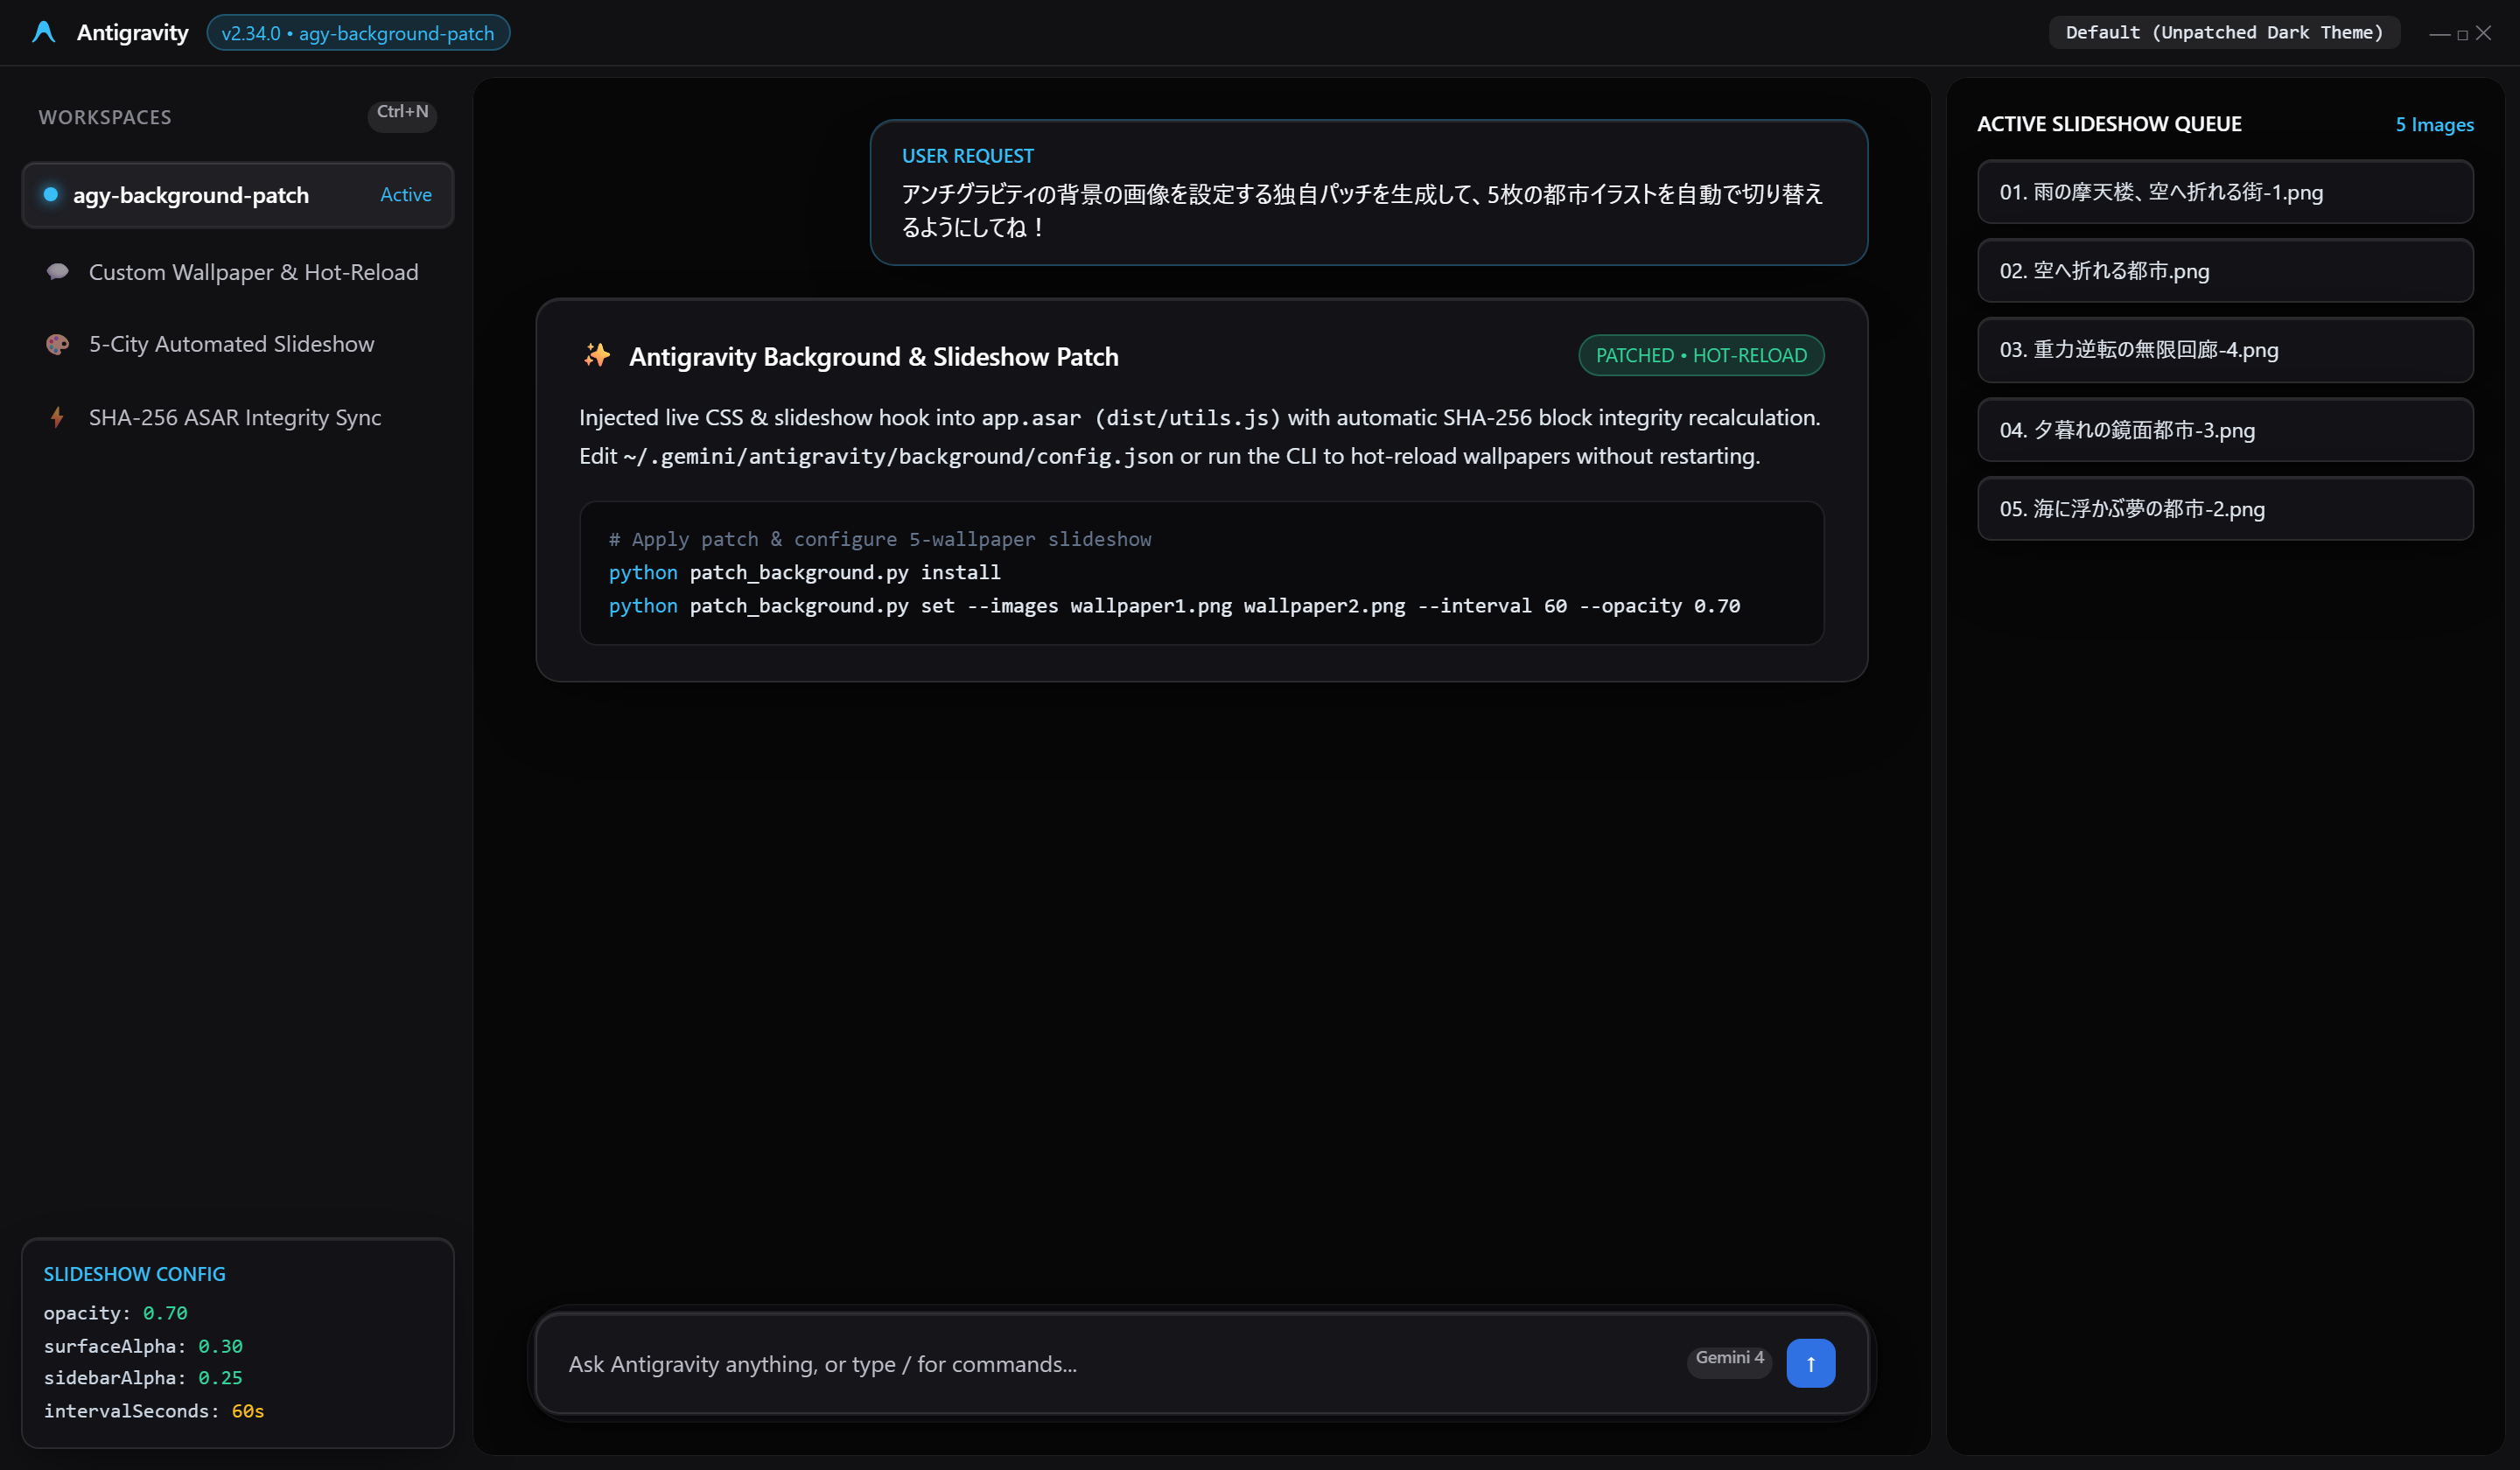 Antigravity
v2.34.0 • agy-background-patch
Default (Unpatched Dark Theme)
WORKSPACES
Ctrl+N
agy-background-patch
Active
Custom Wallpaper & Hot-Reload
5-City Automated Slideshow
SHA-256 ASAR Integrity Sync
SLIDESHOW CONFIG
opacity: 0.70
surfaceAlpha: 0.30
sidebarAlpha: 0.25
intervalSeconds: 60s
USER REQUEST
アンチグラビティの背景の画像を設定する独自パッチを生成して、5枚の都市イラストを自動で切り替え
るようにしてね！
Antigravity Background & Slideshow Patch
PATCHED • HOT-RELOAD
Injected live CSS & slideshow hook into app.asar (dist/utils.js) with automatic SHA-256 block integrity recalculation.
Edit ~/.gemini/antigravity/background/config.json or run the CLI to hot-reload wallpapers without restarting.
# Apply patch & configure 5-wallpaper slideshow
python patch_background.py install
python patch_background.py set --images wallpaper1.png wallpaper2.png --interval 60 --opacity 0.70
Ask Antigravity anything, or type / for commands...
Gemini 4
↑
ACTIVE SLIDESHOW QUEUE
5 Images
01. 雨の摩天楼、空へ折れる街-1.png
02. 空へ折れる都市.png
03. 重力逆転の無限回廊-4.png
04. 夕暮れの鏡面都市-3.png
05. 海に浮かぶ夢の都市-2.png